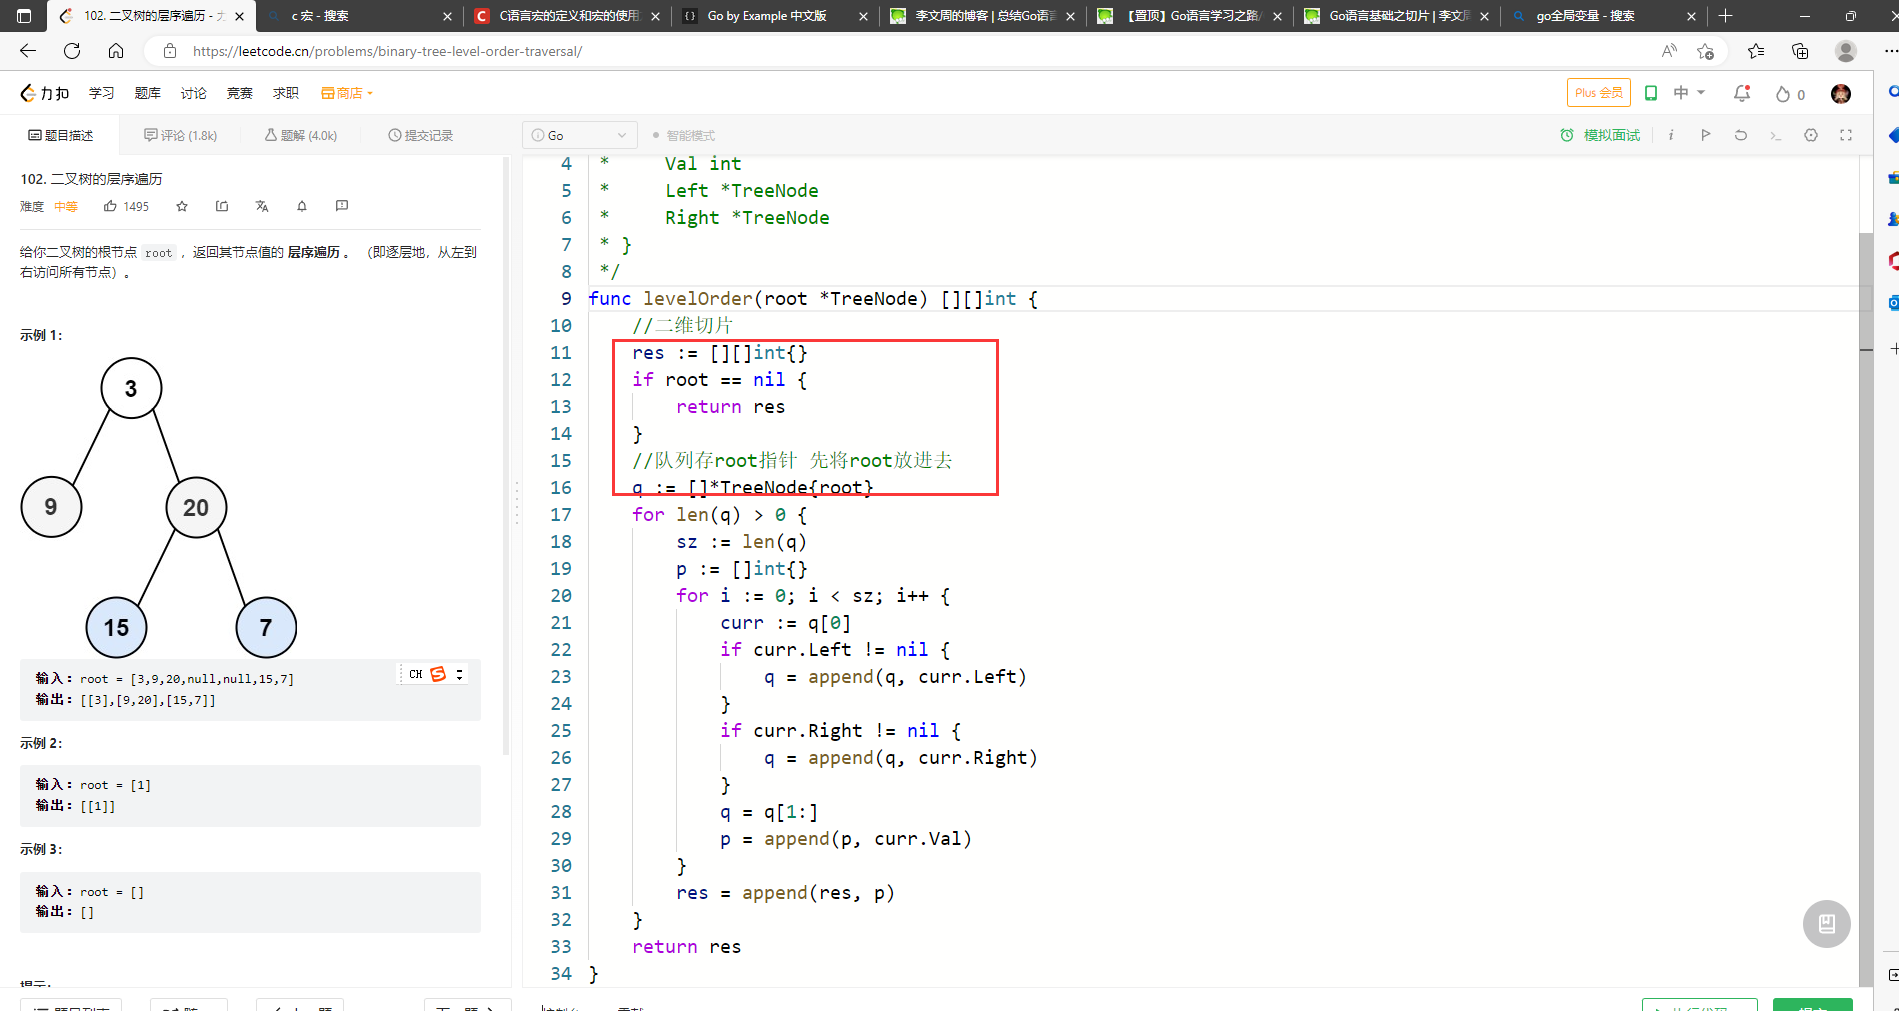 102. 二叉树的层序遍历 - 力
c 宏 - 搜索
C语言宏的定义和宏的使用
Go by Example 中文版
李文周的博客 | 总结Go语言
【置顶】Go语言学习之路/
Go语言基础之切片 | 李文周
go全局变量 - 搜索
https://leetcode.cn/problems/binary-tree-level-order-traversal/
力扣 学习 题库 讨论 竞赛 求职 商店
Plus 会员 中 0
题目描述 评论 (1.8k) 题解 (4.0k) 提交记录
Go 智能模式 模拟面试
102. 二叉树的层序遍历
难度 中等 1495
给你二叉树的根节点 root ，返回其节点值的 层序遍历 。 （即逐层地，从左到
右访问所有节点）。
示例 1：
3
9 20
15 7
输入：root = [3,9,20,null,null,15,7]
输出：[[3],[9,20],[15,7]]
CH
示例 2：
输入：root = [1]
输出：[[1]]
示例 3：
输入：root = []
输出：[]
提示：
4 * Val int
5 * Left *TreeNode
6 * Right *TreeNode
7 * }
8 */
9 func levelOrder(root *TreeNode) [][]int {
10 //二维切片
11 res := [][]int{}
12 if root == nil {
13 return res
14 }
15 //队列存root指针 先将root放进去
16 q := []*TreeNode{root}
17 for len(q) > 0 {
18 sz := len(q)
19 p := []int{}
20 for i := 0; i < sz; i++ {
21 curr := q[0]
22 if curr.Left != nil {
23 q = append(q, curr.Left)
24 }
25 if curr.Right != nil {
26 q = append(q, curr.Right)
27 }
28 q = q[1:]
29 p = append(p, curr.Val)
30 }
31 res = append(res, p)
32 }
33 return res
34 }